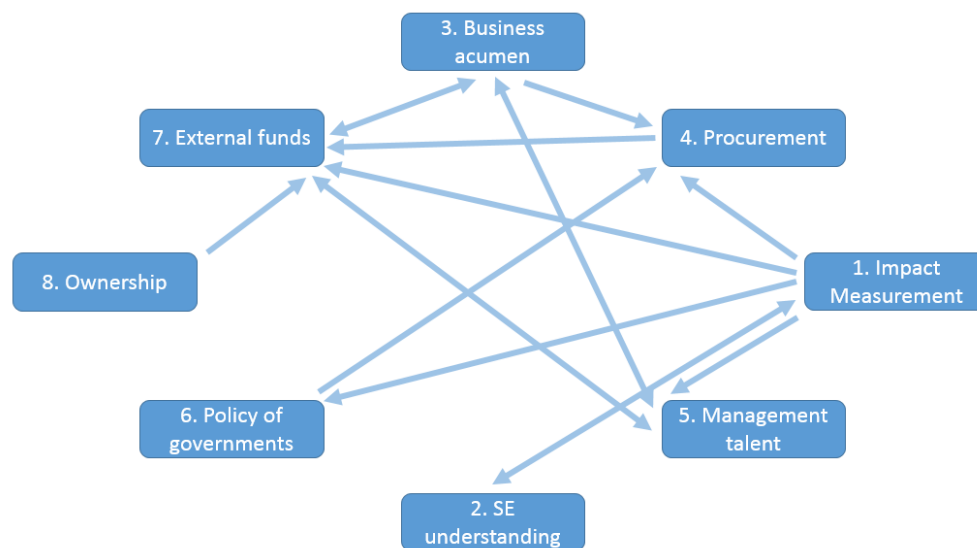 3. Business
acumen
7. External funds
4. Procurement
8. Ownership
1. Impact
Measurement
6. Policy of
governments
5. Management
talent
2. SE
understanding